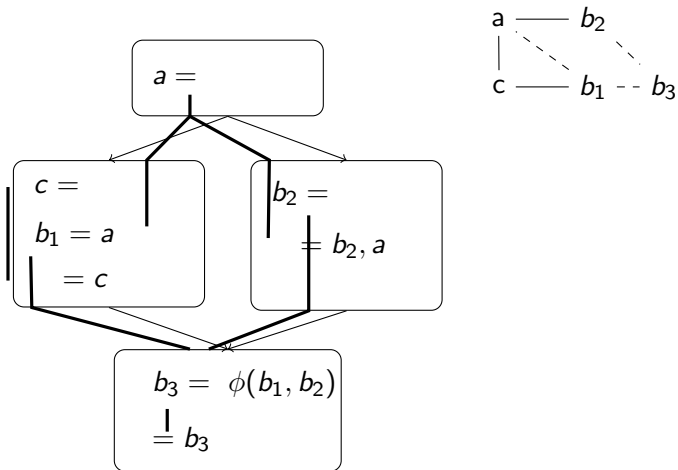 a =
c =
b₁ = a
= c
b₂ =
= b₂, a
b₃ = ϕ(b₁, b₂)
= b₃
a b₂
c b₁ b₃